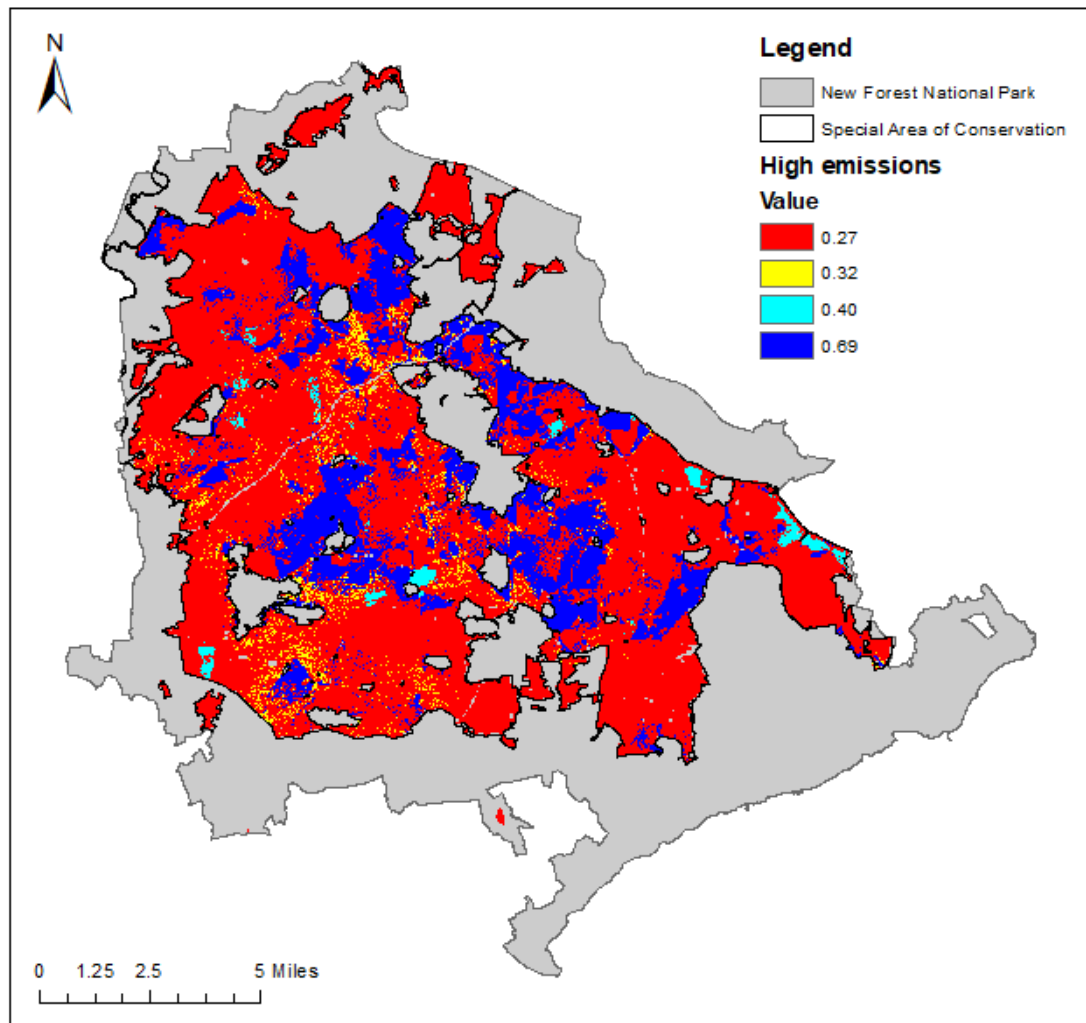 N
Legend
New Forest National Park
Special Area of Conservation
High emissions
Value
0.27
0.32
0.40
0.69
0 1.25 2.5 5 Miles